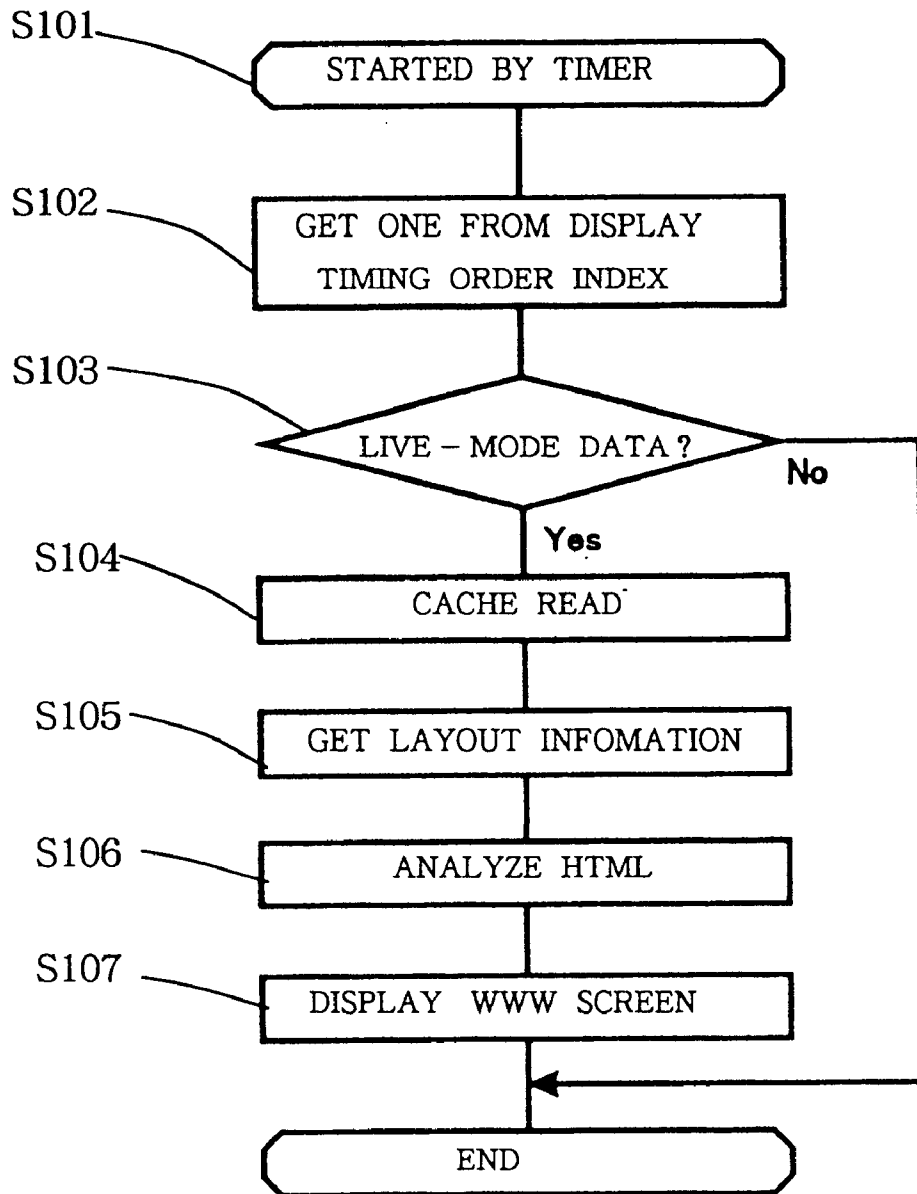 S101
STARTED BY TIMER
S102
GET ONE FROM DISPLAY
TIMING ORDER INDEX
S103
LIVE - MODE DATA?
No
Yes
S104
CACHE READ
S105
GET LAYOUT INFOMATION
S106
ANALYZE HTML
S107
DISPLAY WWW SCREEN
END